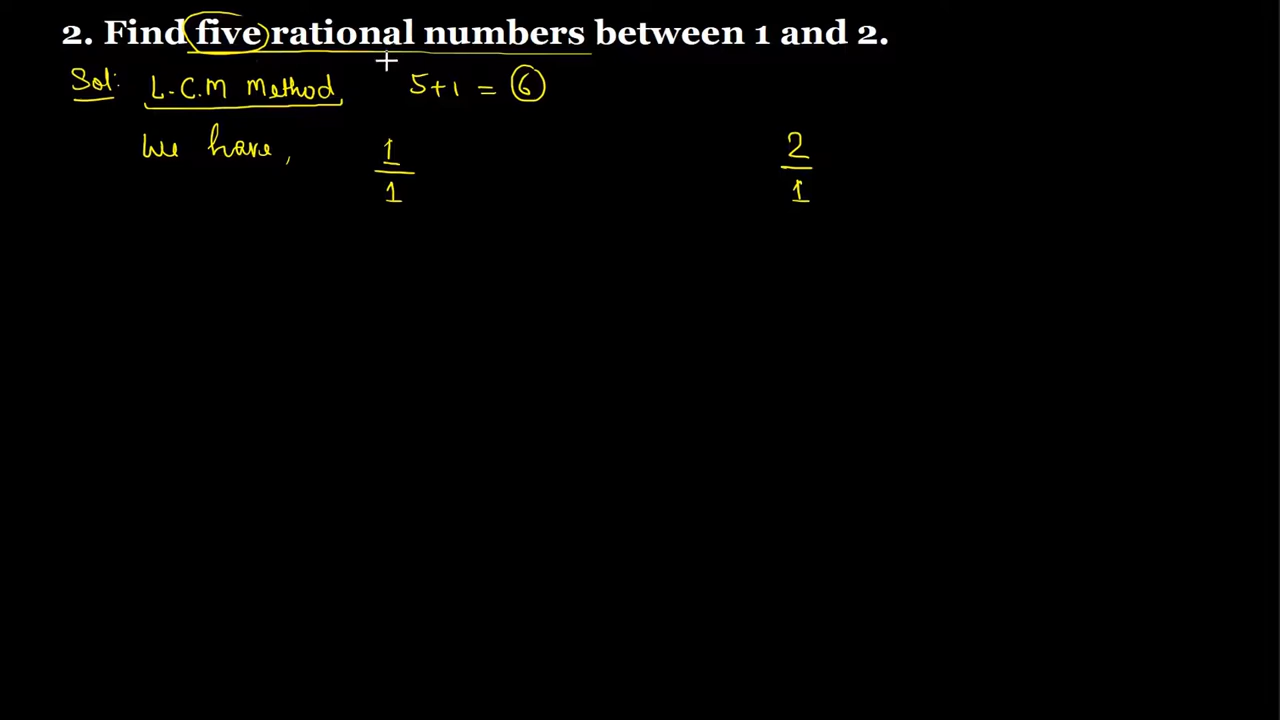 2. Find five rational numbers between 1 and 2.
Sol: L.C.M Method 5+1 = 6
We have, 1/1 2/1